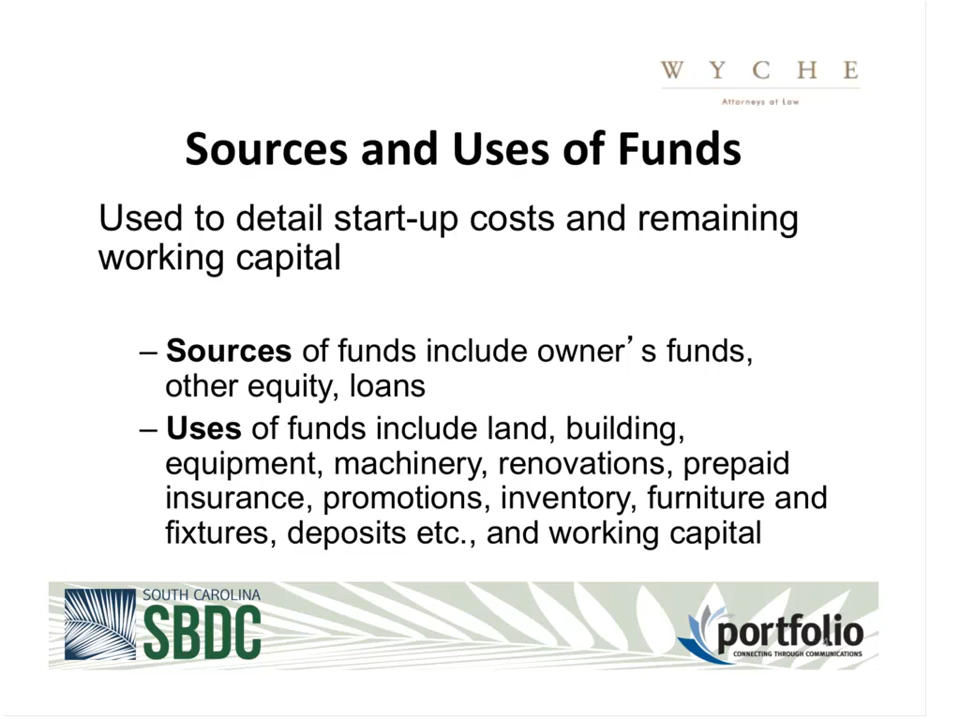 W Y C H E
Attorneys at Law
Sources and Uses of Funds
Used to detail start-up costs and remaining
working capital
– Sources of funds include owner’s funds,
other equity, loans
– Uses of funds include land, building,
equipment, machinery, renovations, prepaid
insurance, promotions, inventory, furniture and
fixtures, deposits etc., and working capital
SOUTH CAROLINA
SBDC
portfolio
CONNECTING THROUGH COMMUNICATIONS